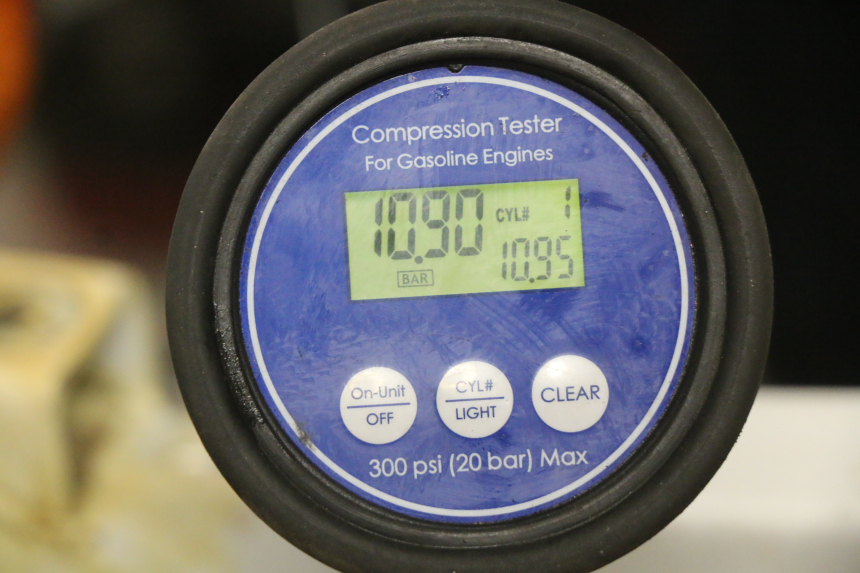 Compression Tester
For Gasoline Engines
10.90 CYL# 1
BAR 10.95
On-Unit CYL# CLEAR
OFF LIGHT
300 psi (20 bar) Max